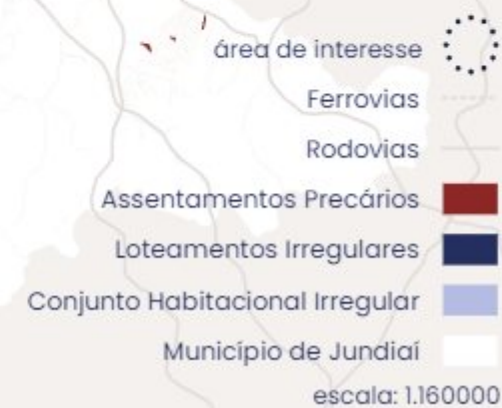 área de interesse
Ferrovias
Rodovias
Assentamentos Precários
Loteamentos Irregulares
Conjunto Habitacional Irregular
Município de Jundiaí
escala: 1.160000